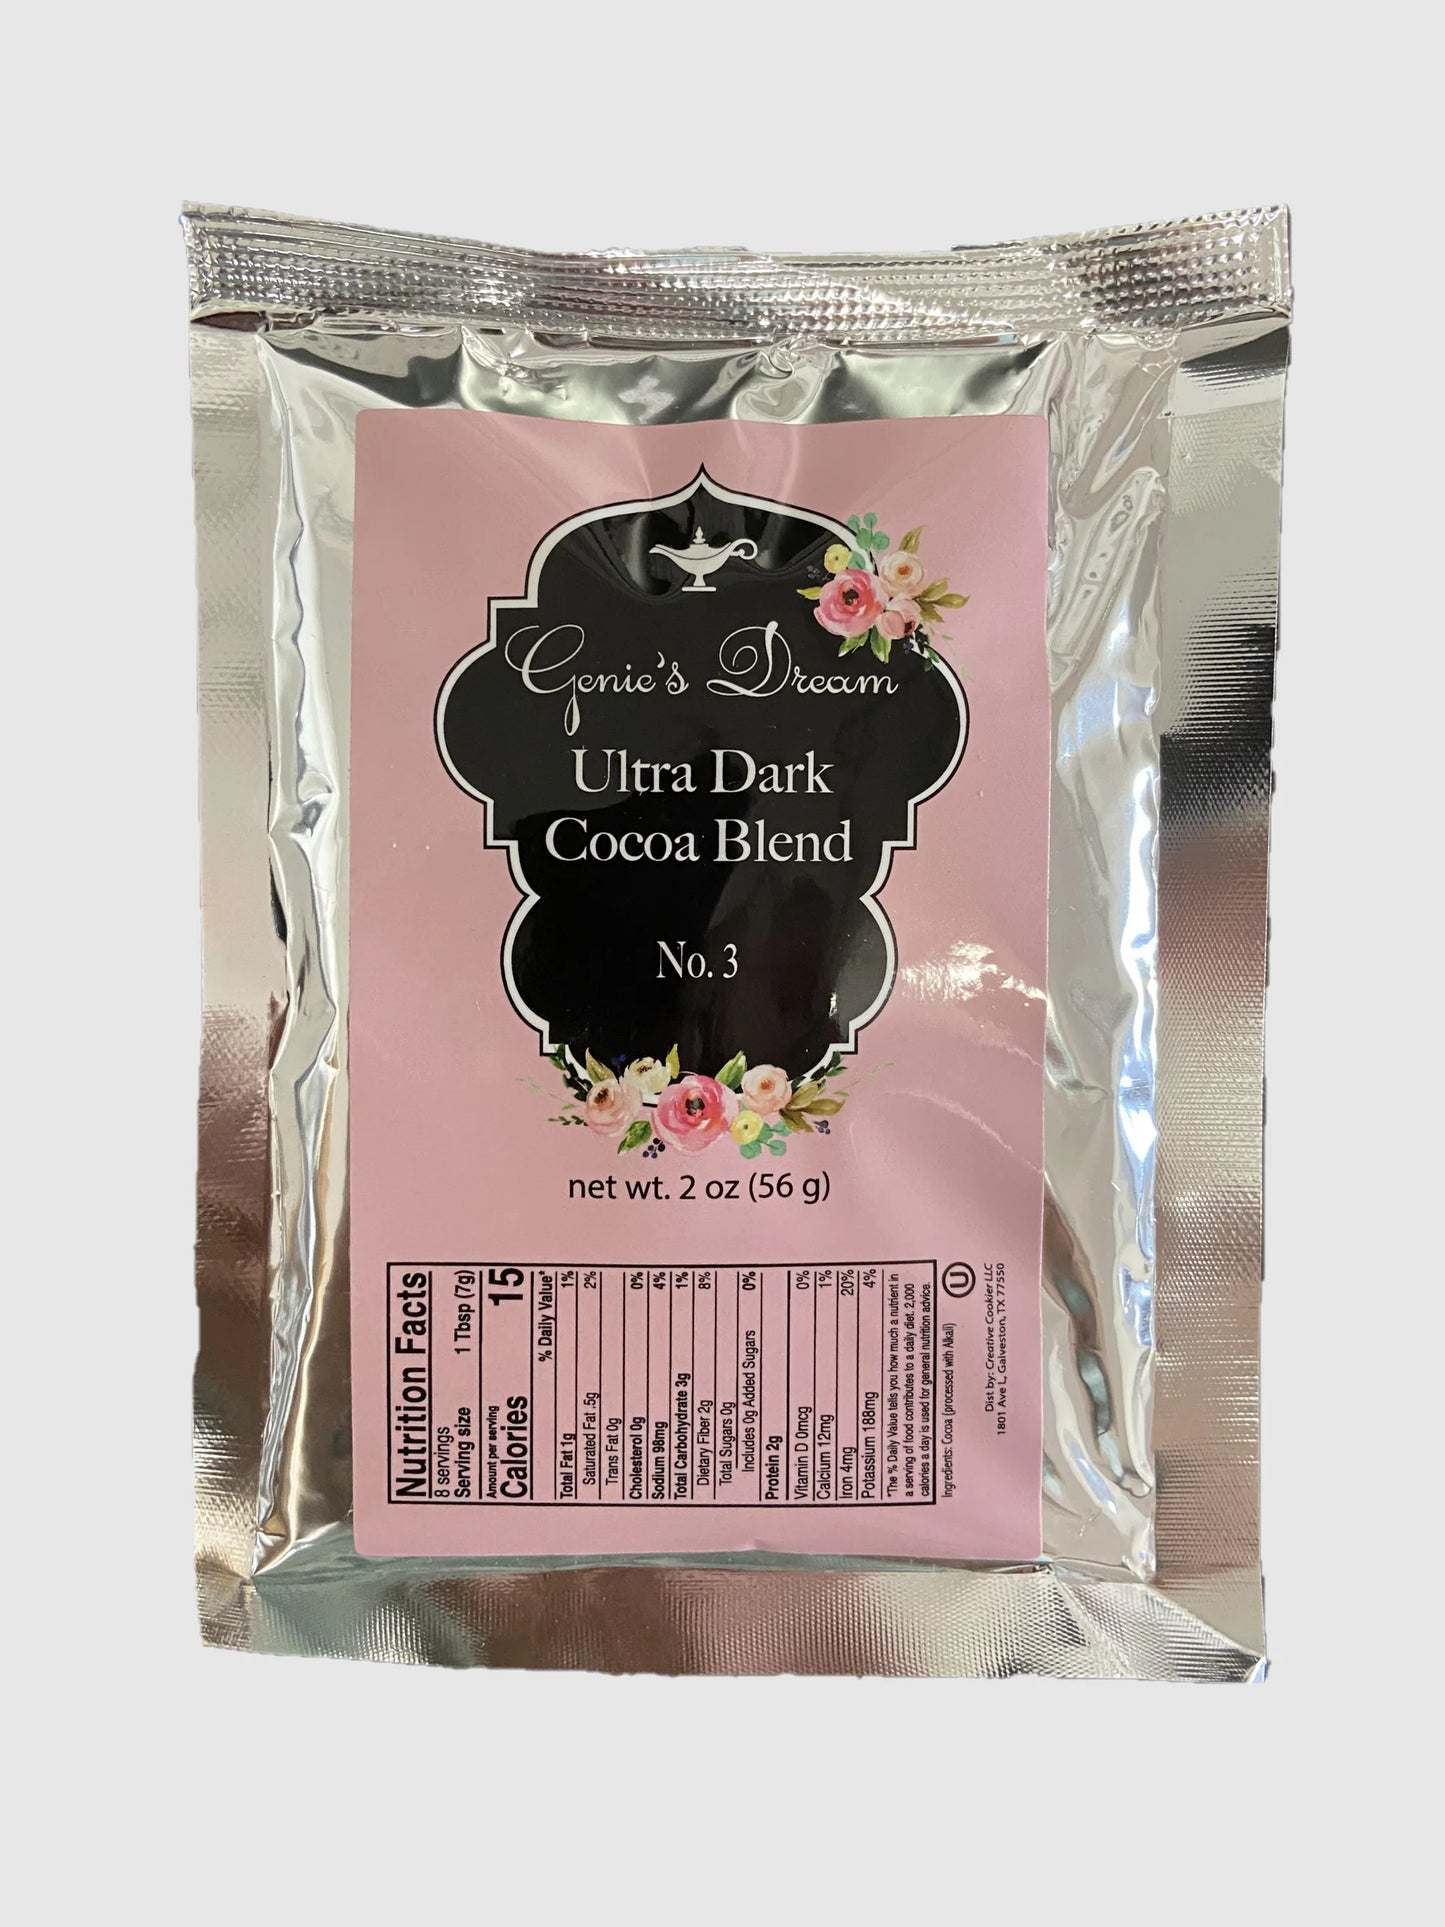 Genie's Dream
Ultra Dark
Cocoa Blend
No. 3
net wt. 2 oz (56 g)
Nutrition Facts
8 servings
Serving size 1 Tbsp (7g)
Amount per serving
Calories 15
% Daily Value*
Total Fat 1g 1%
Saturated Fat .5g 2%
Trans Fat 0g
Cholesterol 0g 0%
Sodium 98mg 4%
Total Carbohydrate 3g 1%
Dietary Fiber 2g 8%
Total Sugars 0g
Includes 0g Added Sugars 0%
Protein 2g
Vitamin D 0mcg 0%
Calcium 12mg 1%
Iron 4mg 20%
Potassium 188mg 4%
*The % Daily Value tells you how much a nutrient in
a serving of food contributes to a daily diet. 2,000
calories a day is used for general nutrition advice.
Ingredients: Cocoa (processed with Alkali)
U
Dist by: Creative Cookier LLC
1801 Ave L, Galveston, TX 77550